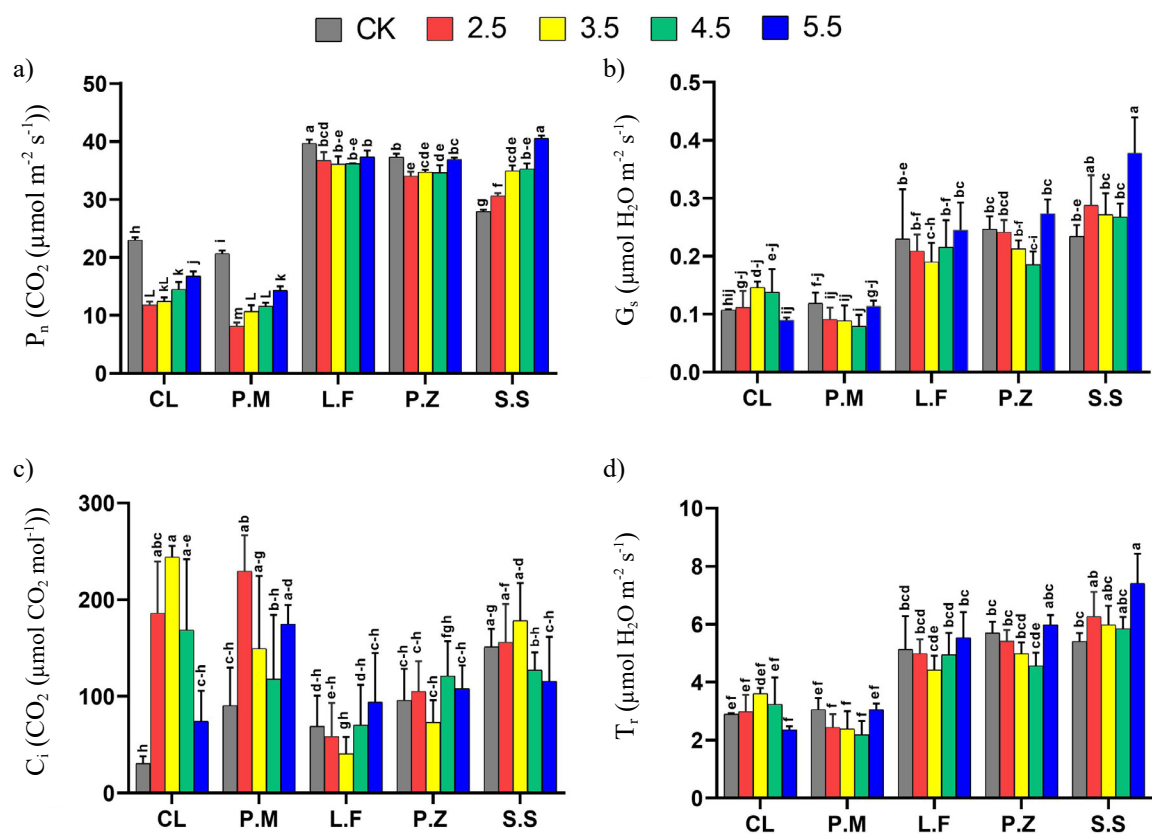 CK 2.5 3.5 4.5 5.5
a)
Pn (CO2 (µmol m-2 s-1))
50
40
30
20
10
0
h L kL k j
i m L L k
a bcd b-e b-e b
b e cde de bc
g f cde b-e a
CL P.M L.F P.Z S.S
b)
Gs (µmol H2O m-2 s-1)
0.5
0.4
0.3
0.2
0.1
0.0
hij g-j d-j e-j ij
f-j ij ij ij g-j
b-e b-f c-h b-f bc
bc bcd b-f c-i bc
b-e ab bc bc a
CL P.M L.F P.Z S.S
c)
Ci (CO2 (µmol CO2 mol-1))
300
200
100
0
h abc a a-e c-h
c-h ab a-g b-h a-d
d-h e-h gh d-h c-h
c-h c-h c-h fgh c-h
a-g a-f a-d b-h c-h
CL P.M L.F P.Z S.S
d)
Tr (µmol H2O m-2 s-1)
10
8
6
4
2
0
ef ef def ef f
ef f f f ef
bcd bcd cde bcd bc
bc bc bcd cde abc
bc ab abc abc a
CL P.M L.F P.Z S.S